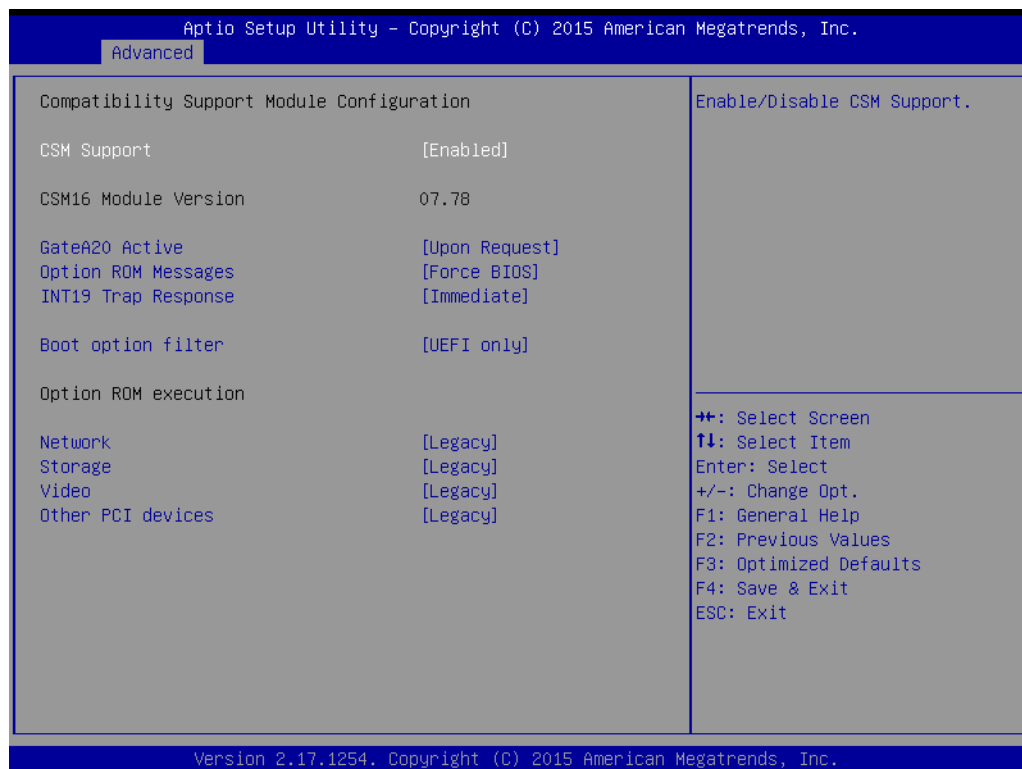 Aptio Setup Utility – Copyright (C) 2015 American Megatrends, Inc.
Advanced
Compatibility Support Module Configuration
CSM Support [Enabled]
CSM16 Module Version 07.78
GateA20 Active [Upon Request]
Option ROM Messages [Force BIOS]
INT19 Trap Response [Immediate]
Boot option filter [UEFI only]
Option ROM execution
Network [Legacy]
Storage [Legacy]
Video [Legacy]
Other PCI devices [Legacy]
Enable/Disable CSM Support.
→←: Select Screen
↑↓: Select Item
Enter: Select
+/-: Change Opt.
F1: General Help
F2: Previous Values
F3: Optimized Defaults
F4: Save & Exit
ESC: Exit
Version 2.17.1254. Copyright (C) 2015 American Megatrends, Inc.